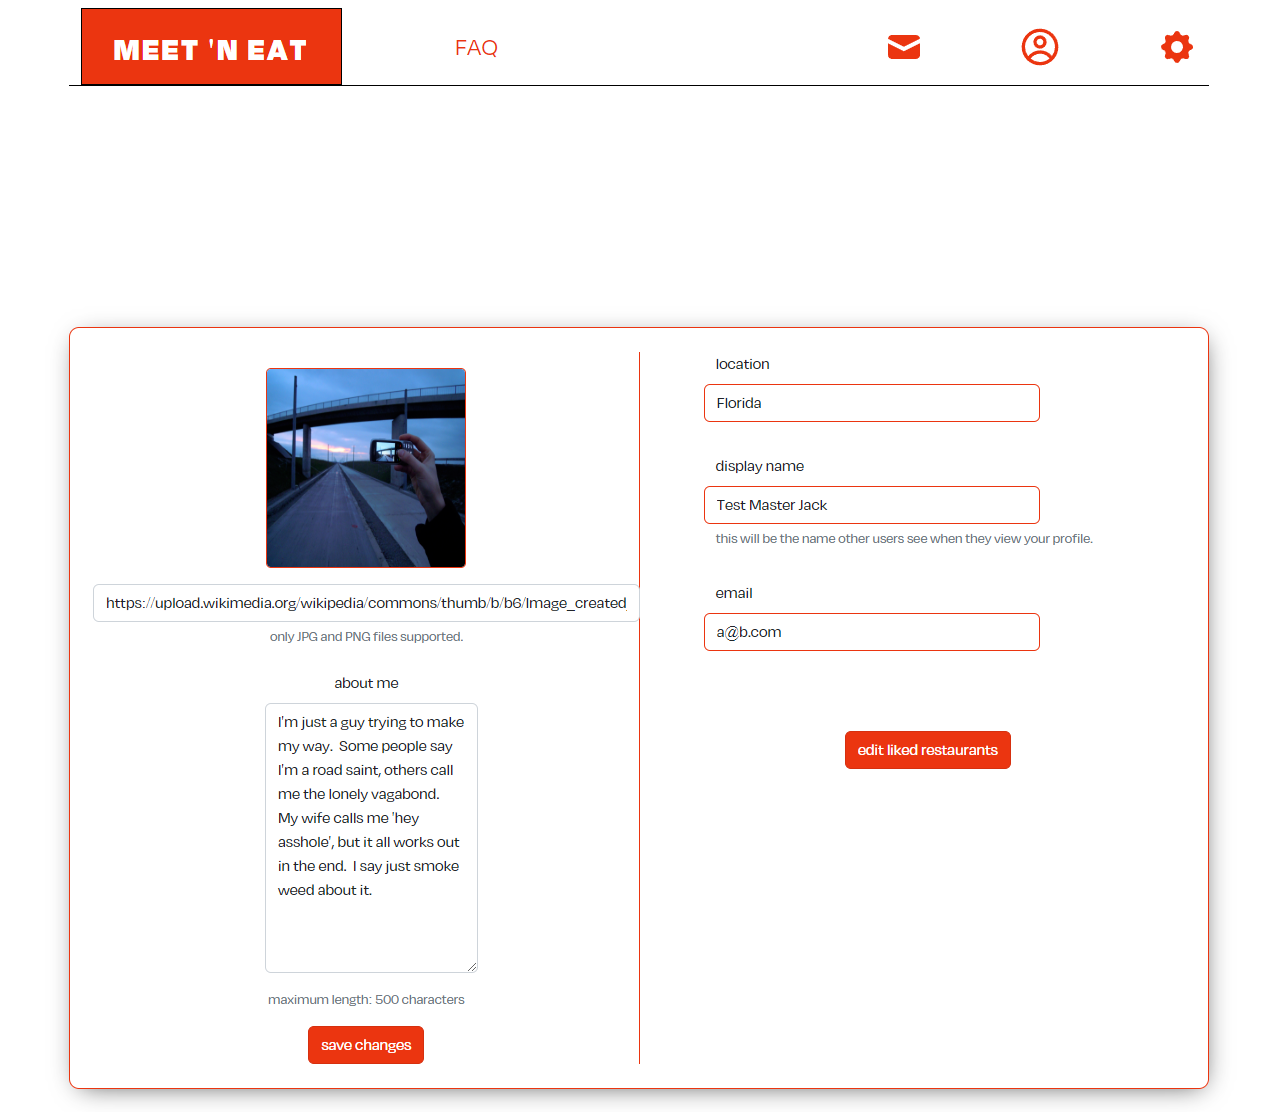 MEET 'N EAT
FAQ
https://upload.wikimedia.org/wikipedia/commons/thumb/b/b6/Image_created_
only JPG and PNG files supported.
about me
I'm just a guy trying to make
my way.  Some people say
I'm a road saint, others call
me the lonely vagabond.
My wife calls me 'hey
asshole', but it all works out
in the end.  I say just smoke
weed about it.
maximum length: 500 characters
save changes
location
Florida
display name
Test Master Jack
this will be the name other users see when they view your profile.
email
a@b.com
edit liked restaurants